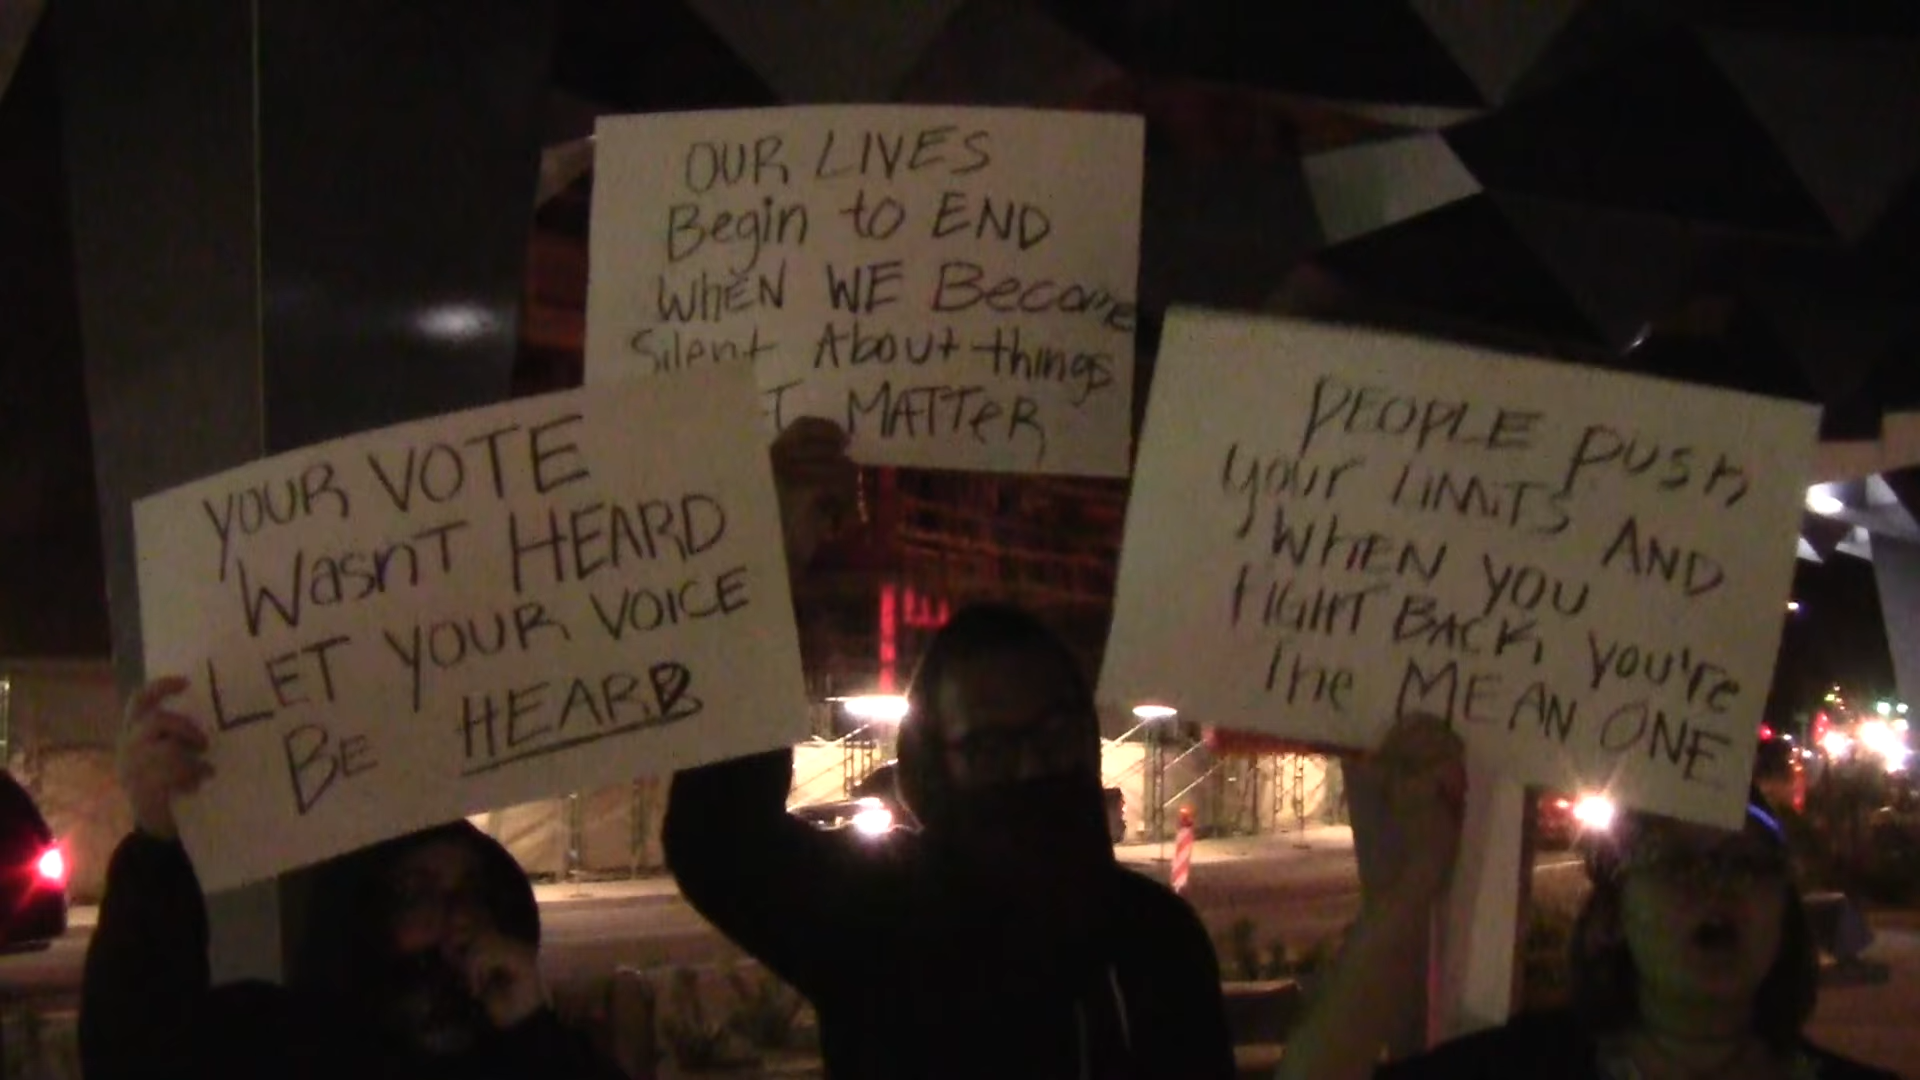 OUR LIVES
Begin to END
WHEN WE Become
Silent About things
T MATTER
YOUR VOTE
WasnT HEARD
LET YOUR VOICE
BE HEARD
PEOPLE PUSH
your LIMITS AND
WHEN YOU
FIGHT BACK, YOU'RE
The MEAN ONE